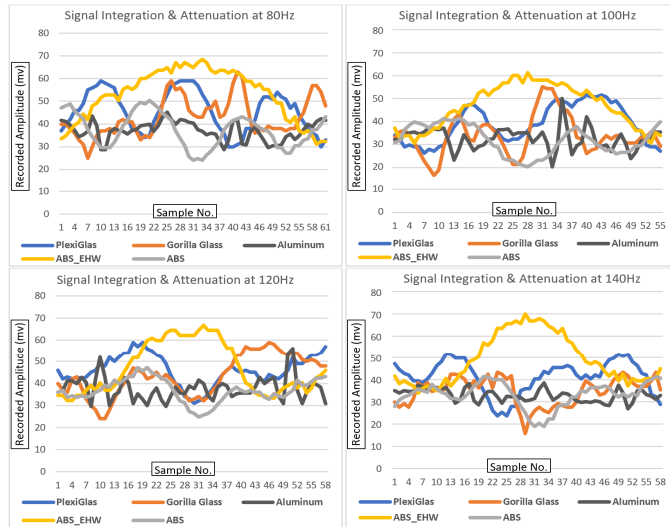 Signal Integration & Attenuation at 80Hz
Recorded Amplitude (mv)
80
70
60
50
40
30
20
10
0
1 4 7 10 13 16 19 22 25 28 31 34 37 40 43 46 49 52 55 58 61
Sample No.
PlexiGlas Gorilla Glass Aluminum
ABS_EHW ABS
Signal Integration & Attenuation at 100Hz
Recorded Amplitude (mv)
80
70
60
50
40
30
20
10
0
1 4 7 10 13 16 19 22 25 28 31 34 37 40 43 46 49 52 55
Sample No.
PlexiGlas Gorilla Glass Aluminum
ABS_EHW ABS
Signal Integration & Attenuation at 120Hz
Recorded Amplitude (mv)
80
70
60
50
40
30
20
10
0
1 4 7 10 13 16 19 22 25 28 31 34 37 40 43 46 49 52 55 58
Sample No.
PlexiGlas Gorilla Glass Aluminum
ABS_EHW ABS
Signal Integration & Attenuation at 140Hz
Recorded Amplitude (mv)
80
70
60
50
40
30
20
10
0
1 4 7 10 13 16 19 22 25 28 31 34 37 40 43 46 49 52 55 58
Sample No.
PlexiGlas Gorilla Glass Aluminum
ABS_EHW ABS